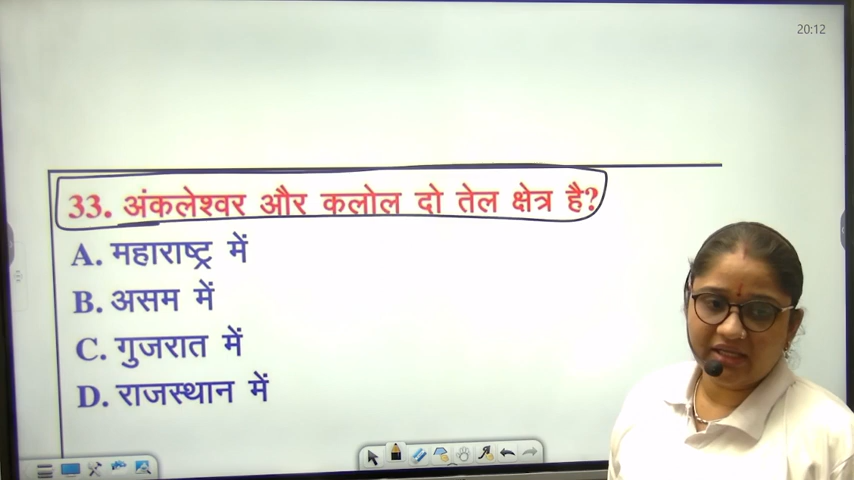 20:12
33. अंकलेश्वर और कलोल दो तेल क्षेत्र है?
A. महाराष्ट्र में
B. असम में
C. गुजरात में
D. राजस्थान में